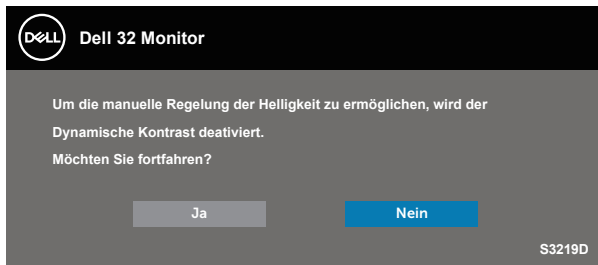 DELL
Dell 32 Monitor
Um die manuelle Regelung der Helligkeit zu ermöglichen, wird der
Dynamische Kontrast deativiert.
Möchten Sie fortfahren?
Ja
Nein
S3219D